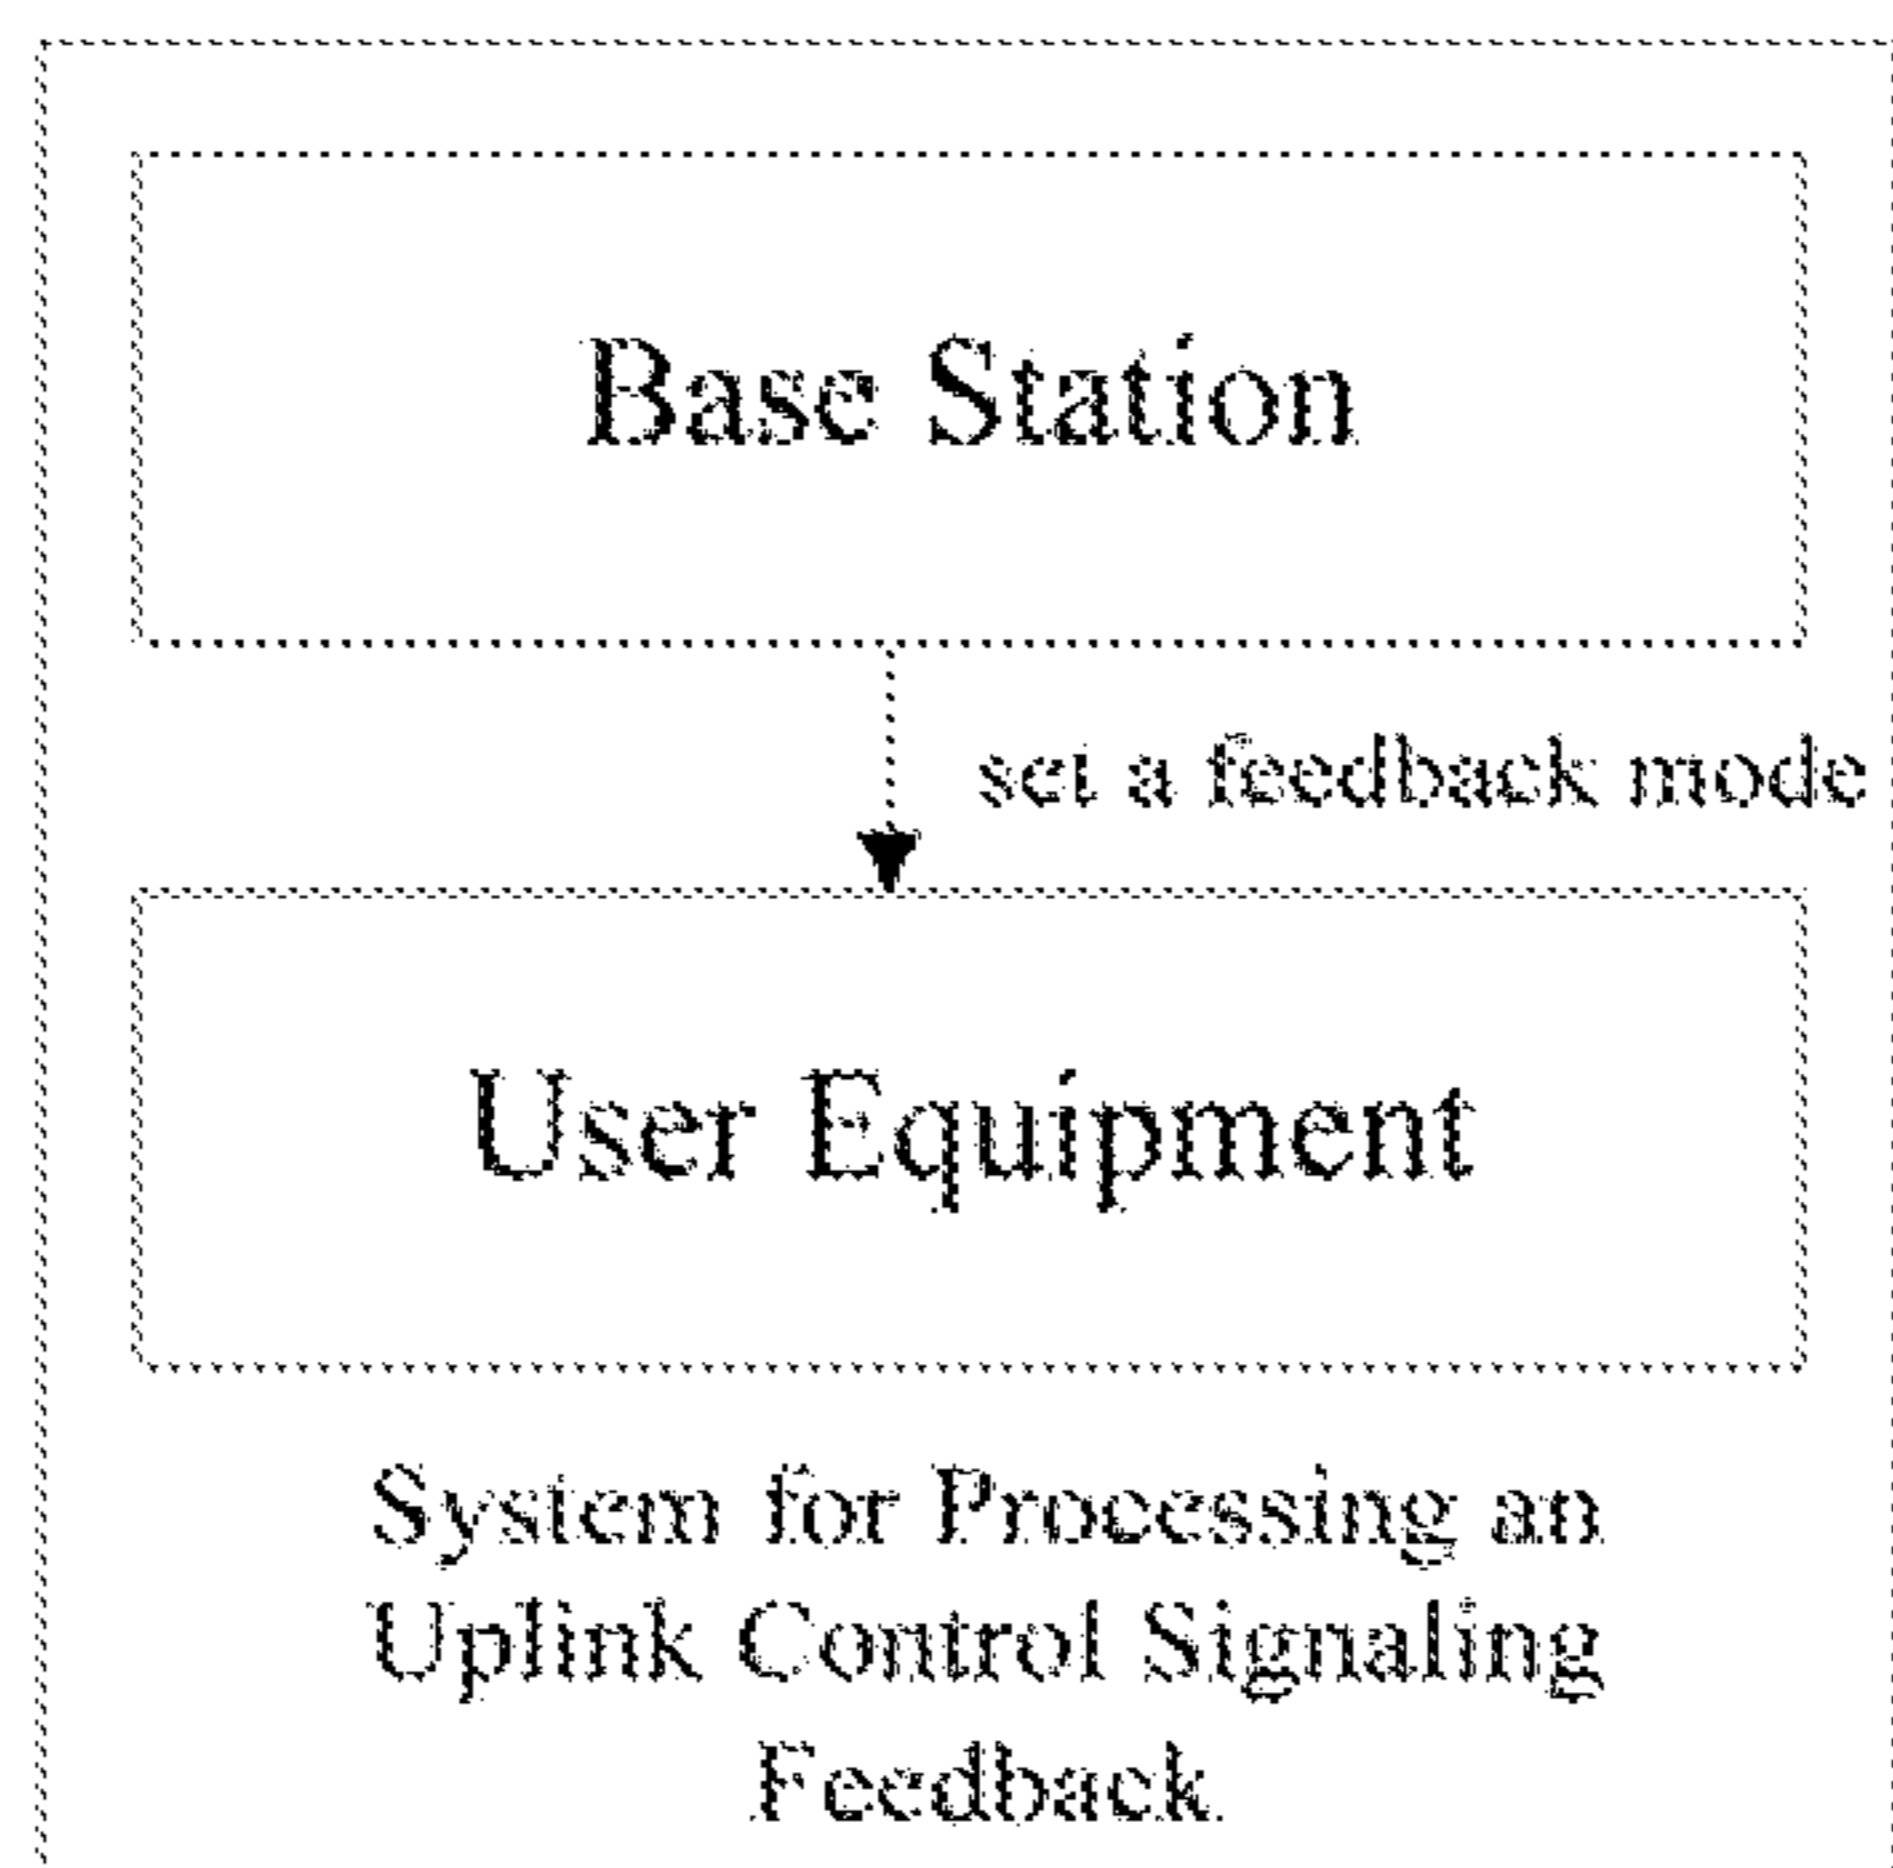 Base Station
set a feedback mode
User Equipment
System for Processing an
Uplink Control Signaling
Feedback